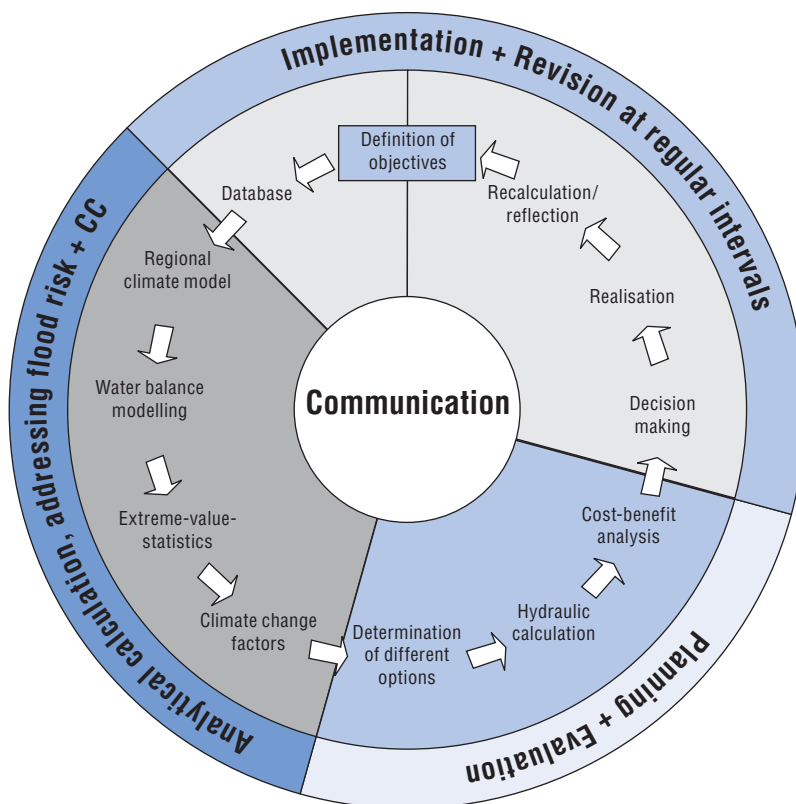 Implementation + Revision at regular intervals
Definition of
objectives
Database
Regional
climate model
Water balance
modelling
Extreme-value-
statistics
Climate change
factors
Determination
of different
options
Hydraulic
calculation
Cost-benefit
analysis
Decision
making
Realisation
Recalculation/
reflection
Communication
Analytical calculation, addressing flood risk + CC
Planning + Evaluation